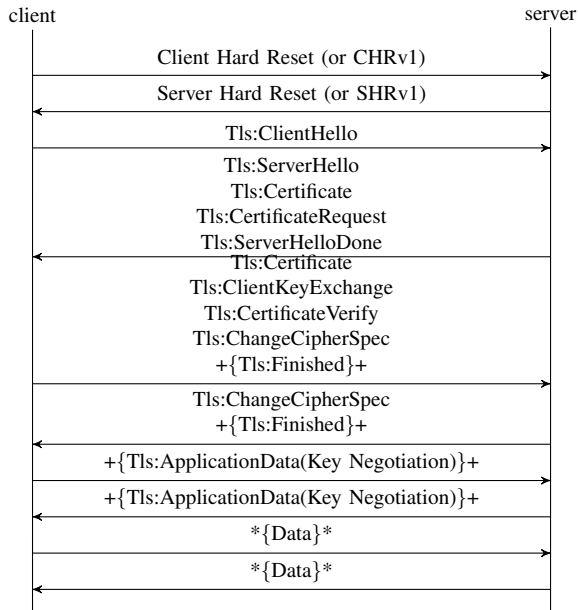 client
server
Client Hard Reset (or CHRv1)
Server Hard Reset (or SHRv1)
Tls:ClientHello
Tls:ServerHello
Tls:Certificate
Tls:CertificateRequest
Tls:ServerHelloDone
Tls:Certificate
Tls:ClientKeyExchange
Tls:CertificateVerify
Tls:ChangeCipherSpec
+{Tls:Finished}+
Tls:ChangeCipherSpec
+{Tls:Finished}+
+{Tls:ApplicationData(Key Negotiation)}+
+{Tls:ApplicationData(Key Negotiation)}+
*{Data}*
*{Data}*